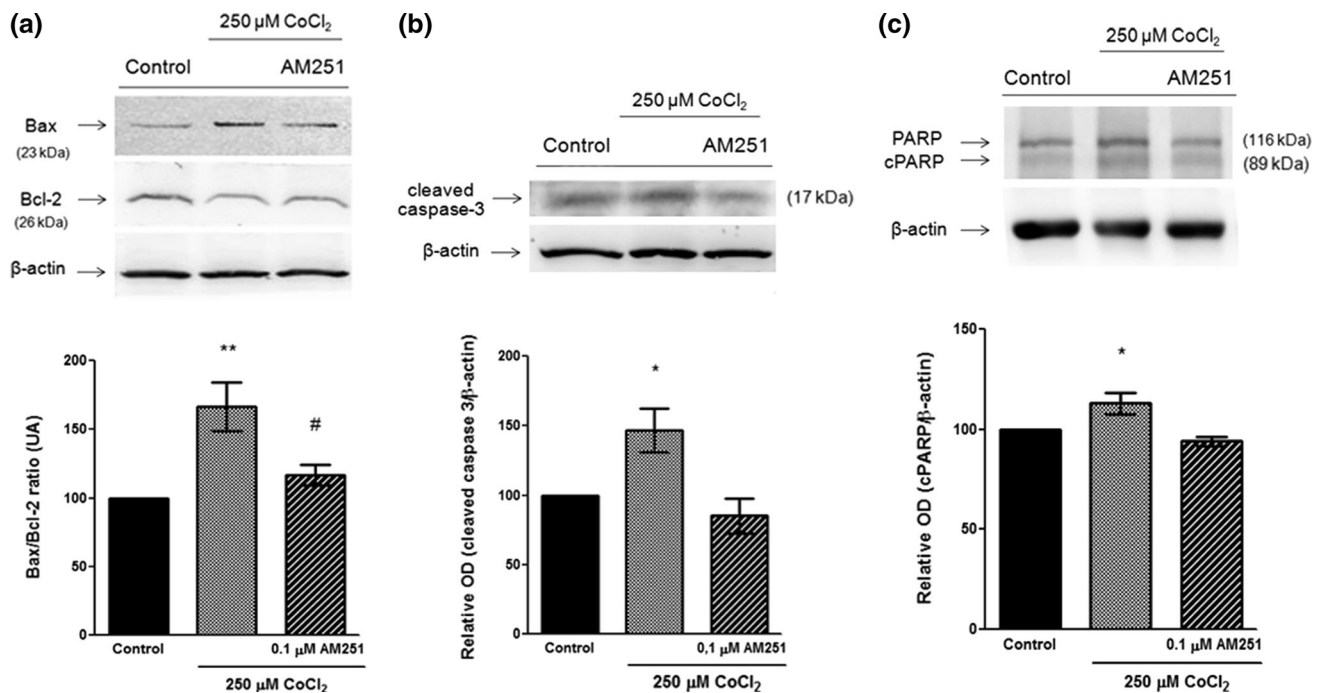 (a)
250 µM CoCl₂
Control
AM251
Bax
(23 kDa)
Bcl-2
(26 kDa)
β-actin
Bax/Bcl-2 ratio (UA)
200
150
100
50
0
**
#
Control
0.1 µM AM251
250 µM CoCl₂
(b)
250 µM CoCl₂
Control
AM251
cleaved
caspase-3
(17 kDa)
β-actin
Relative OD (cleaved caspase 3/β-actin)
200
150
100
50
0
*
Control
0,1 µM AM251
250 µM CoCl₂
(c)
250 µM CoCl₂
Control
AM251
PARP
(116 kDa)
cPARP
(89 kDa)
β-actin
Relative OD (cPARP/β-actin)
150
100
50
0
*
Control
0.1 µM AM251
250 µM CoCl₂